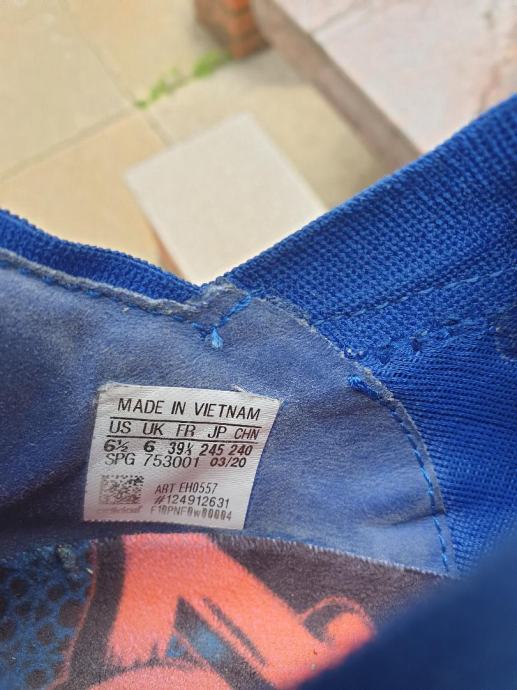 MADE IN VIETNAM
US UK FR JP CHN
6½ 6 39⅓ 245 240
SPG 753001 03/20
ART EH0557
#124912631
adidas